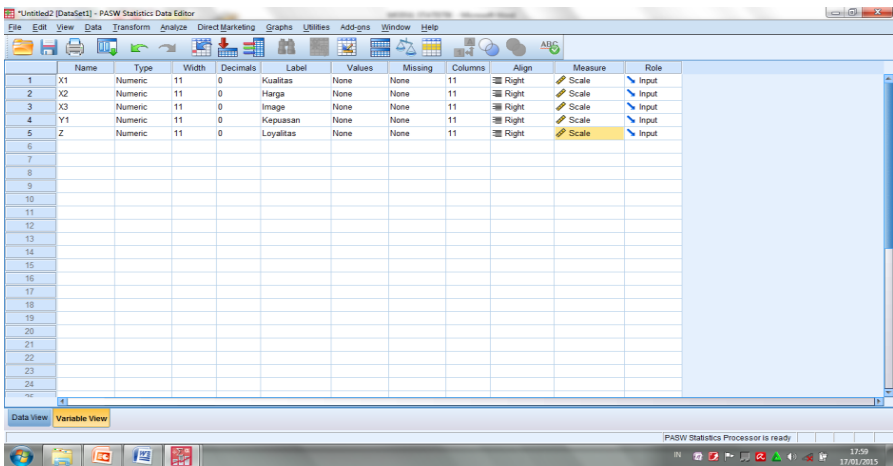 *Untitled2 [DataSet1] - PASW Statistics Data Editor
File Edit View Data Transform Analyze Direct Marketing Graphs Utilities Add-ons Window Help
Name Type Width Decimals Label Values Missing Columns Align Measure Role
1 X1 Numeric 11 0 Kualitas None None 11 Right Scale Input
2 X2 Numeric 11 0 Harga None None 11 Right Scale Input
3 X3 Numeric 11 0 Image None None 11 Right Scale Input
4 Y1 Numeric 11 0 Kepuasan None None 11 Right Scale Input
5 Z Numeric 11 0 Loyalitas None None 11 Right Scale Input
6
7
8
9
10
11
12
13
14
15
16
17
18
19
20
21
22
23
24
Data View Variable View
PASW Statistics Processor is ready
IN 17:59
17/01/2015